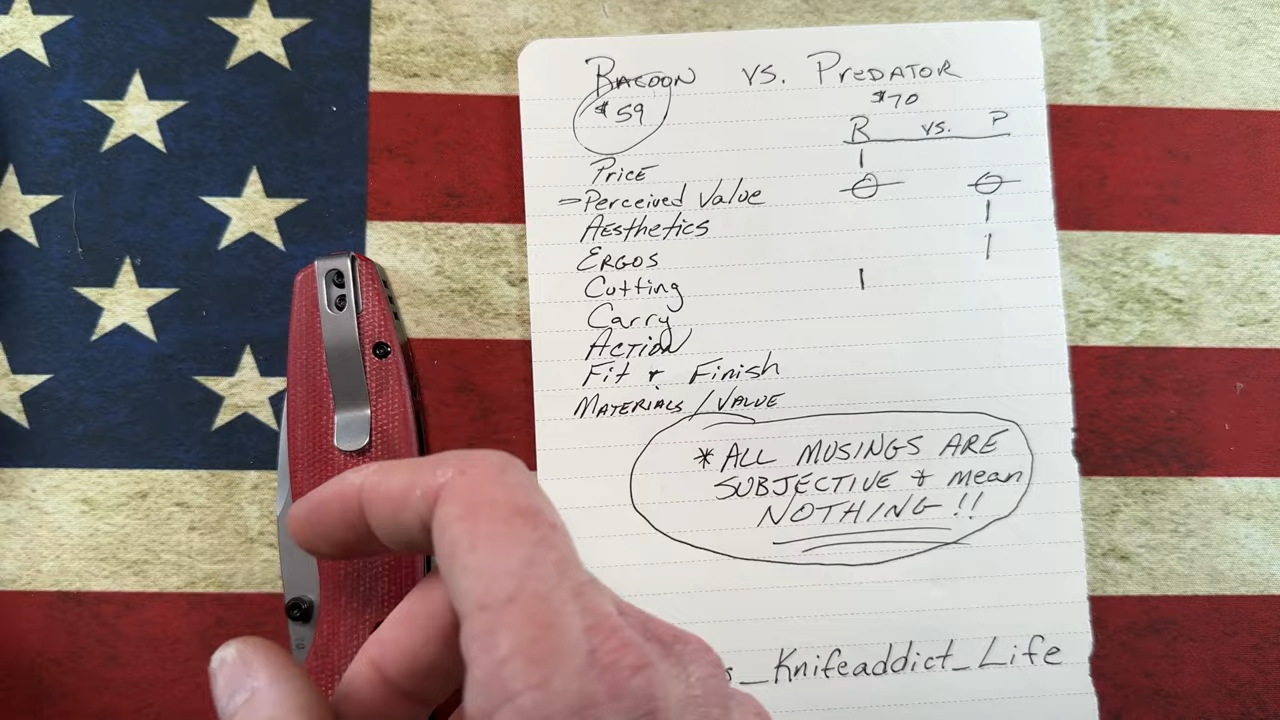 BACOON vs. PREDATOR
$59 $70
R vs. P
Price
=Perceived Value
AEsthetics
ERGOS
Cutting
Carry
ACTION
Fit & Finish
MATERIALS/VALUE
*ALL MUSINGS ARE
SUBJECTIVE & mean
NOTHING!!
_Knifeaddict_Life